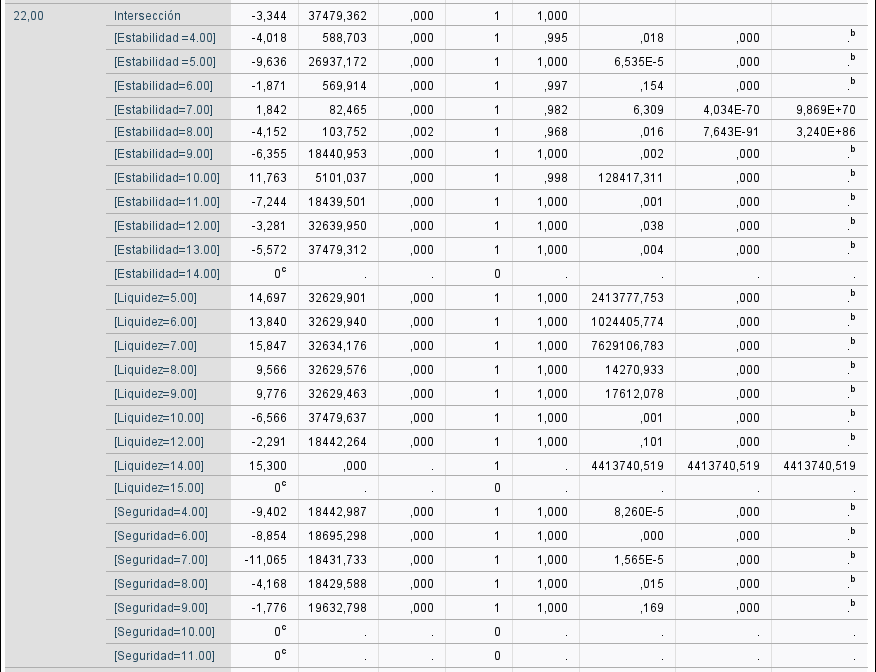 22,00 Intersección -3,344 37479,362 ,000 1 1,000
[Estabilidad =4.00] -4,018 588,703 ,000 1 ,995 ,018 ,000 .b
[Estabilidad =5.00] -9,636 26937,172 ,000 1 1,000 6,535E-5 ,000 .b
[Estabilidad=6.00] -1,871 569,914 ,000 1 ,997 ,154 ,000 .b
[Estabilidad=7.00] 1,842 82,465 ,000 1 ,982 6,309 4,034E-70 9,869E+70
[Estabilidad=8.00] -4,152 103,752 ,002 1 ,968 ,016 7,643E-91 3,240E+86
[Estabilidad=9.00] -6,355 18440,953 ,000 1 1,000 ,002 ,000 .b
[Estabilidad=10.00] 11,763 5101,037 ,000 1 ,998 128417,311 ,000 .b
[Estabilidad=11.00] -7,244 18439,501 ,000 1 1,000 ,001 ,000 .b
[Estabilidad=12.00] -3,281 32639,950 ,000 1 1,000 ,038 ,000 .b
[Estabilidad=13.00] -5,572 37479,312 ,000 1 1,000 ,004 ,000 .b
[Estabilidad=14.00] 0c . . 0 . . . .
[Liquidez=5.00] 14,697 32629,901 ,000 1 1,000 2413777,753 ,000 .b
[Liquidez=6.00] 13,840 32629,940 ,000 1 1,000 1024405,774 ,000 .b
[Liquidez=7.00] 15,847 32634,176 ,000 1 1,000 7629106,783 ,000 .b
[Liquidez=8.00] 9,566 32629,576 ,000 1 1,000 14270,933 ,000 .b
[Liquidez=9.00] 9,776 32629,463 ,000 1 1,000 17612,078 ,000 .b
[Liquidez=10.00] -6,566 37479,637 ,000 1 1,000 ,001 ,000 .b
[Liquidez=12.00] -2,291 18442,264 ,000 1 1,000 ,101 ,000 .b
[Liquidez=14.00] 15,300 ,000 . 1 . 4413740,519 4413740,519 4413740,519
[Liquidez=15.00] 0c . . 0 . . . .
[Seguridad=4.00] -9,402 18442,987 ,000 1 1,000 8,260E-5 ,000 .b
[Seguridad=6.00] -8,854 18695,298 ,000 1 1,000 ,000 ,000 .b
[Seguridad=7.00] -11,065 18431,733 ,000 1 1,000 1,565E-5 ,000 .b
[Seguridad=8.00] -4,168 18429,588 ,000 1 1,000 ,015 ,000 .b
[Seguridad=9.00] -1,776 19632,798 ,000 1 1,000 ,169 ,000 .b
[Seguridad=10.00] 0c . . 0 . . . .
[Seguridad=11.00] 0c . . 0 . . . .